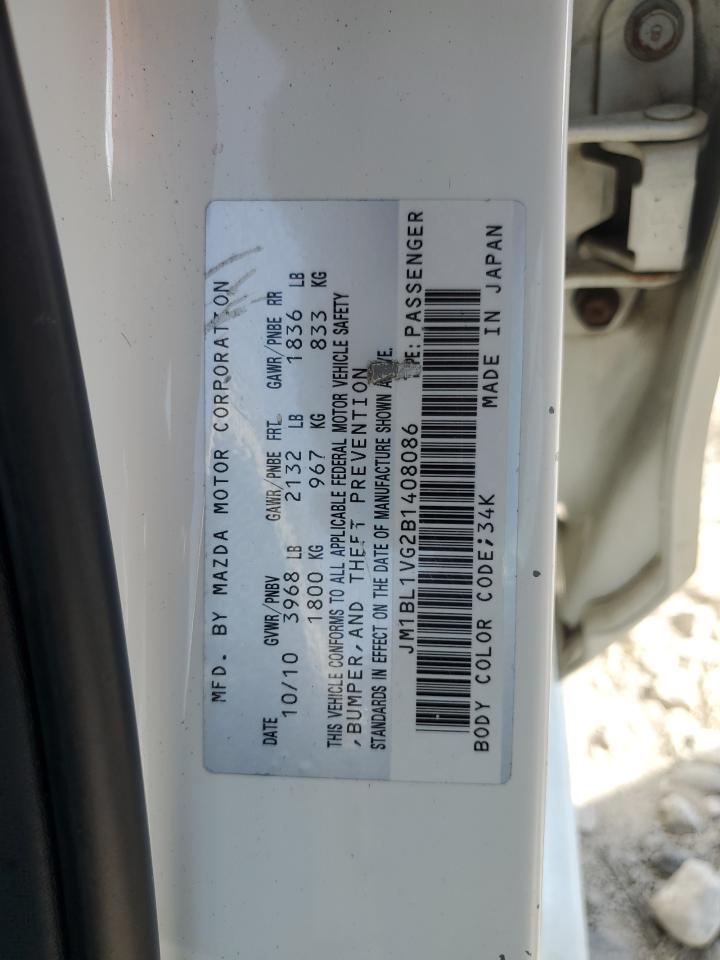 MFD. BY MAZDA MOTOR CORPORATION
DATE GVWR/PNBV GAWR/PNBE FRT GAWR/PNBE RR
10/10 3968 LB 2132 LB 1836 LB
1800 KG 967 KG 833 KG
THIS VEHICLE CONFORMS TO ALL APPLICABLE FEDERAL MOTOR VEHICLE SAFETY
,BUMPER,AND THEFT PREVENTION
STANDARDS IN EFFECT ON THE DATE OF MANUFACTURE SHOWN
JM1BL1VG2B1408086 PASSENGER
BODY COLOR CODE;34K MADE IN JAPAN